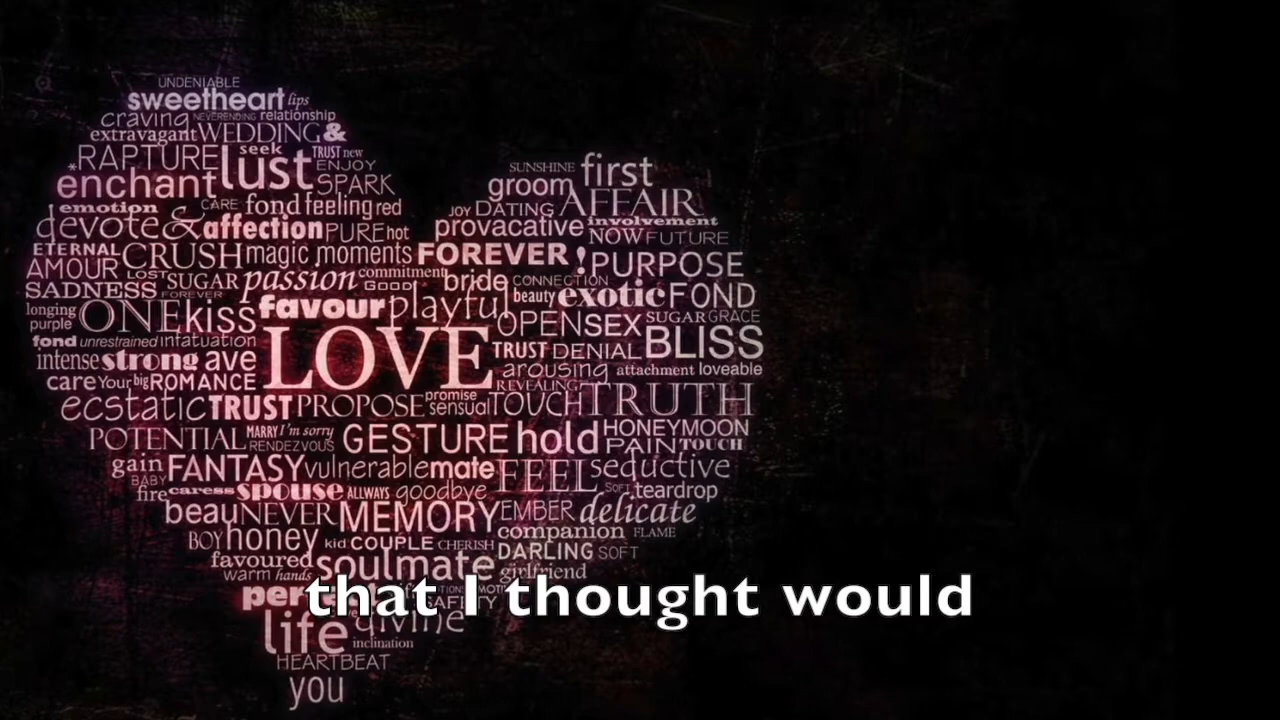 UNDENIABLE
sweetheart lips
craving NEVERENDING relationship
extravagant WEDDING &
*RAPTURE seek TRUST new
lust ENJOY
enchant SPARK
SUNSHINE first
groom AFFAIR
emotion CARE fond feeling red
JOY DATING involvement
devote & affection PURE hot
provacative NOW FUTURE
ETERNAL CRUSH magic moments FOREVER ! PURPOSE
AMOUR LOST SUGAR passion commitment GOOD bride CONNECTION
SADNESS FOREVER favour playful beauty exotic FOND
longing ONE kiss OPEN SEX SUGAR GRACE
purple
fond unrestrained infatuation LOVE TRUST DENIAL BLISS
intense strong ave arousing attachment loveable
care Your big ROMANCE REVEALING
ecstatic TRUST PROPOSE promise sensual TOUCH TRUTH
POTENTIAL MARRY I'm sorry GESTURE hold HONEYMOON
RENDEZVOUS PAIN TOUCH
gain FANTASY vulnerable mate FEEL seductive
BABY
fire caress spouse ALLWAYS goodbye SOFT teardrop
beau NEVER MEMORY EMBER delicate
BOY honey kid COUPLE CHERISH companion FLAME
favoured soulmate DARLING SOFT
warm hands girlfriend
that I thought would
life divine
inclination
HEARTBEAT
you